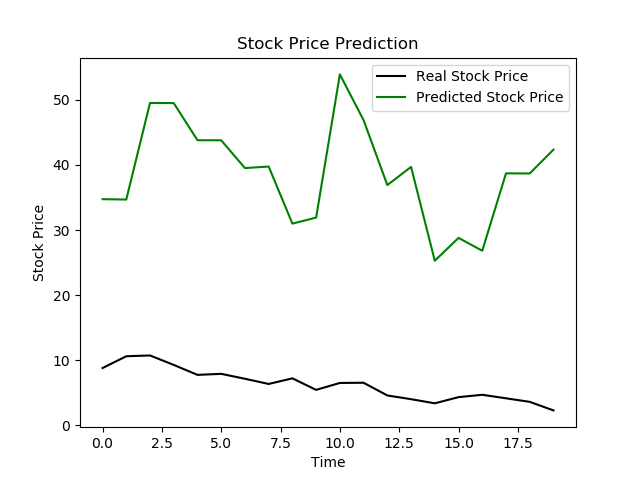 Stock Price Prediction
Real Stock Price
Predicted Stock Price
Stock Price
50
40
30
20
10
0
0.0 2.5 5.0 7.5 10.0 12.5 15.0 17.5
Time